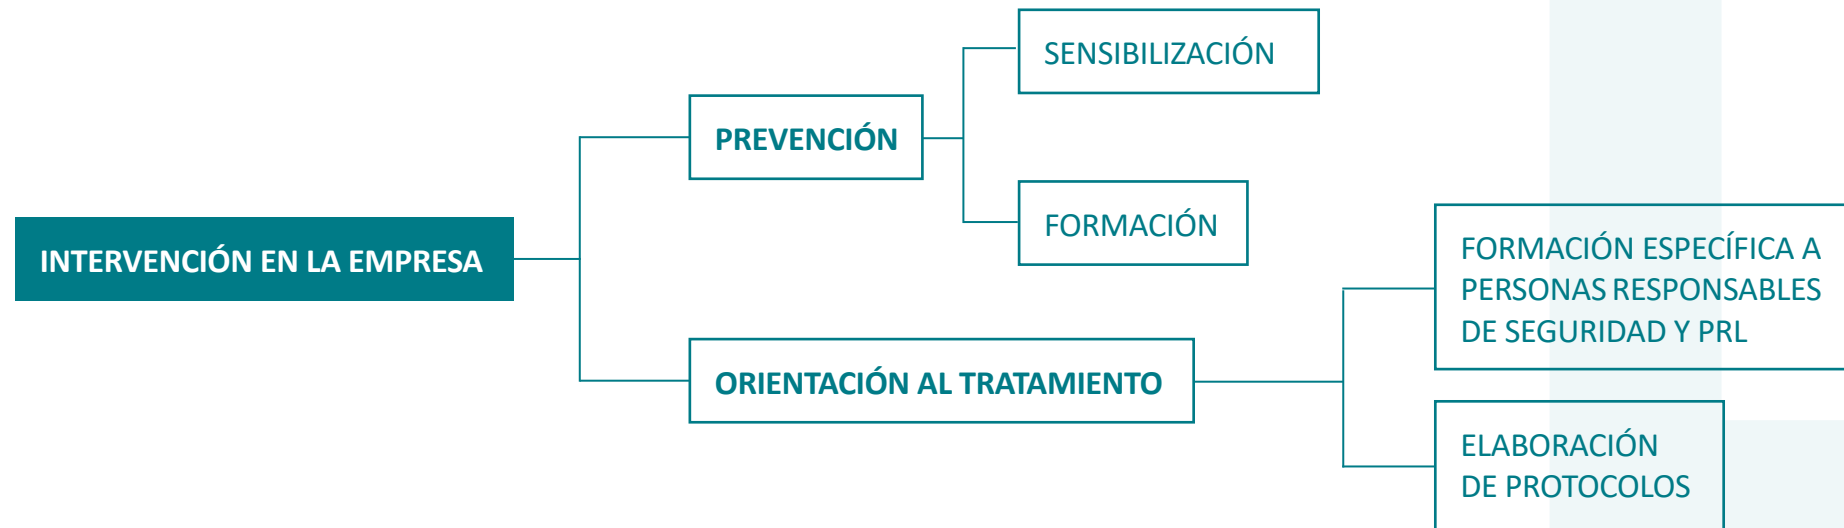 INTERVENCIÓN EN LA EMPRESA
PREVENCIÓN
SENSIBILIZACIÓN
FORMACIÓN
ORIENTACIÓN AL TRATAMIENTO
FORMACIÓN ESPECÍFICA A
PERSONAS RESPONSABLES
DE SEGURIDAD Y PRL
ELABORACIÓN
DE PROTOCOLOS